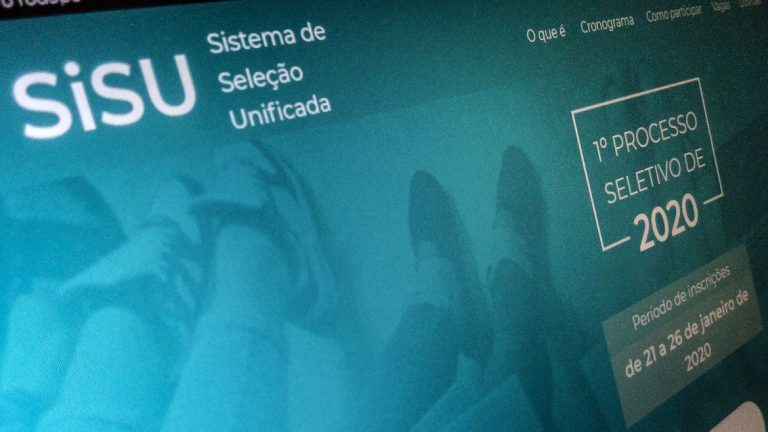 O que é Cronograma Como participar Vagas
SiSU
Sistema de
Seleção
Unificada
1º PROCESSO
SELETIVO DE
2020
Período de inscrições
de 21 a 26 de janeiro de
2020